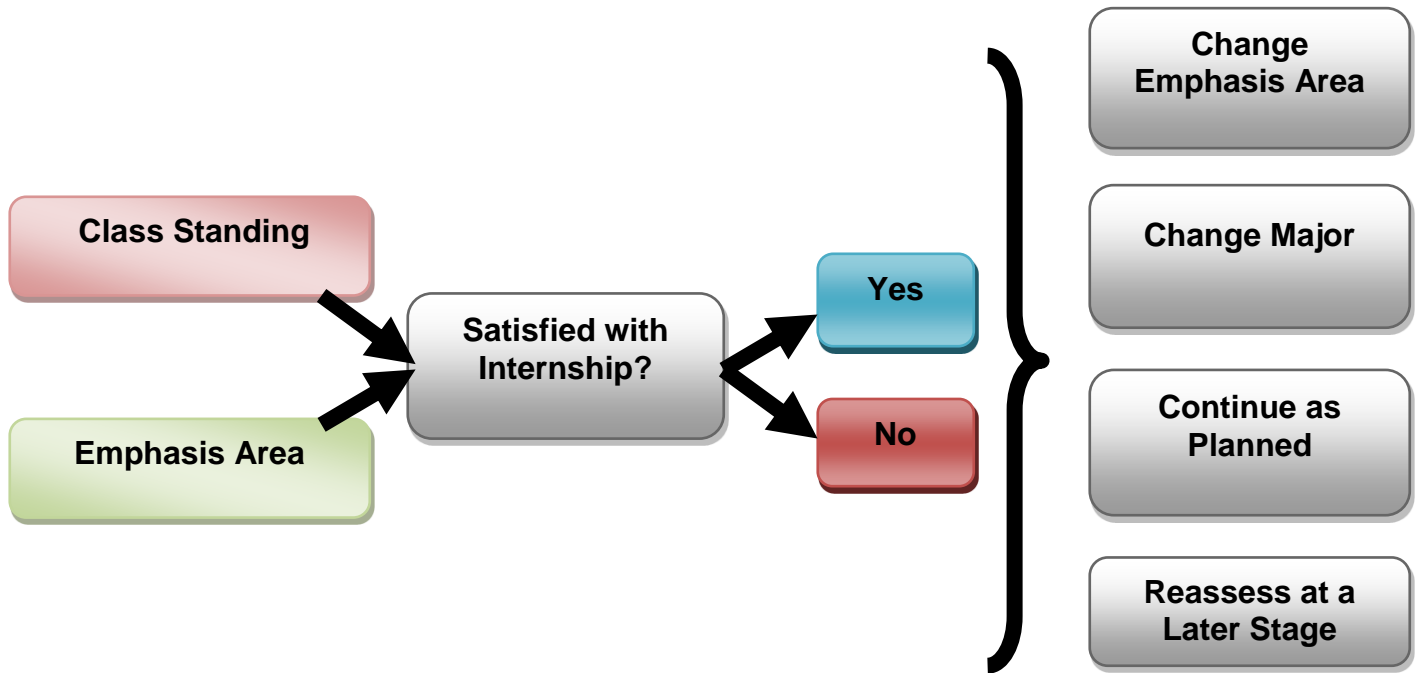 Class Standing
Emphasis Area
Satisfied with
Internship?
Yes
No
Change
Emphasis Area
Change Major
Continue as
Planned
Reassess at a
Later Stage